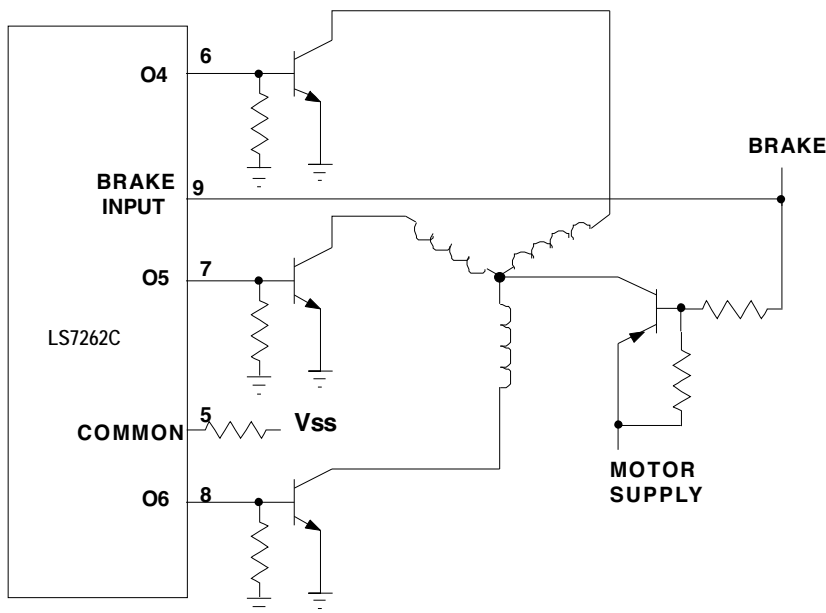 6
O4
BRAKE
BRAKE
INPUT
9
7
O5
LS7262C
5
Vss
COMMON
MOTOR
SUPPLY
O6
8